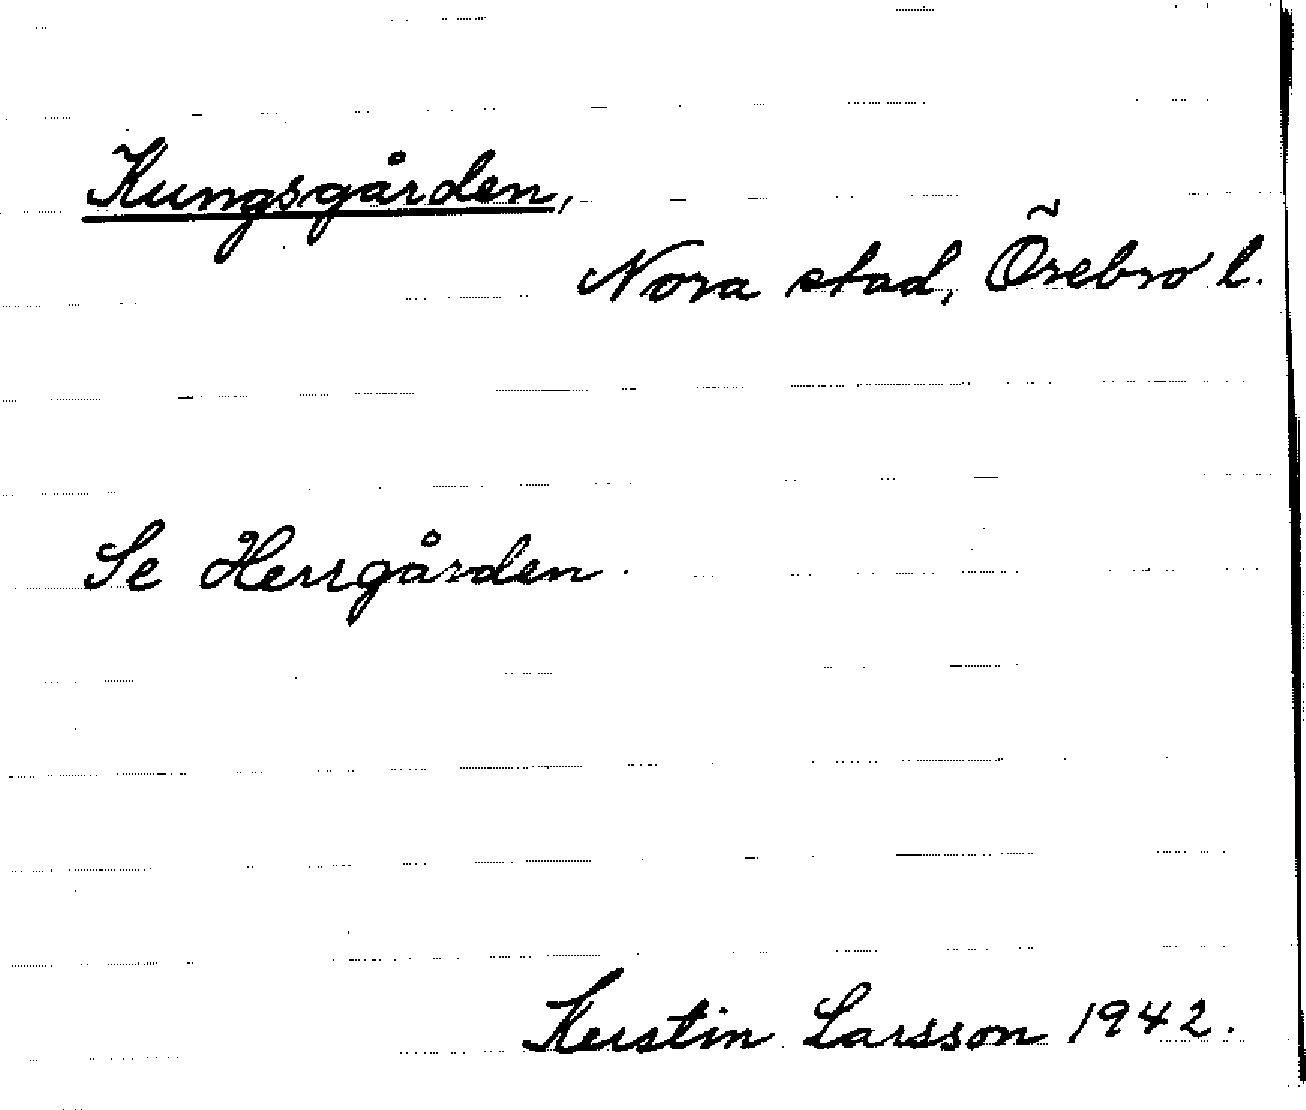 Kungsgården,
Nora stad, Örebro l.
Se Herrgården.
Kerstin Larsson 1942.